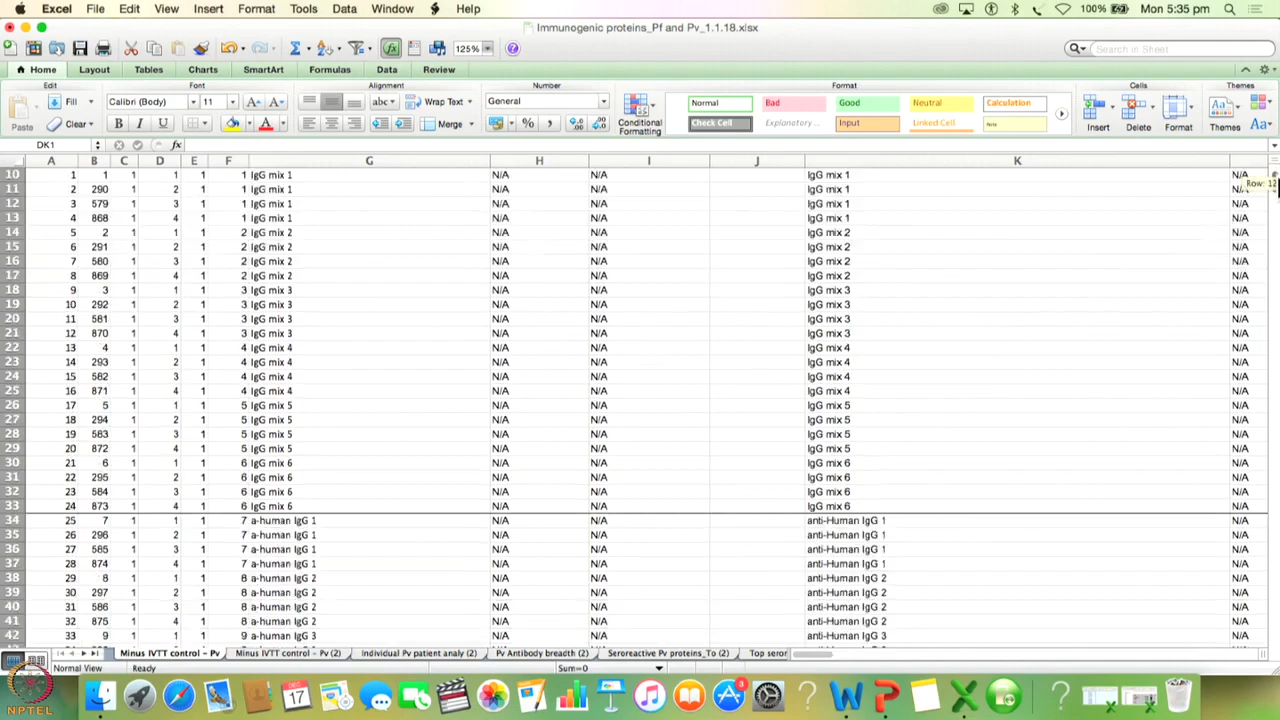 Excel File Edit View Insert Format Tools Data Window Help 100% Mon 5:35 pm
Immunogenic proteins_Pf and Pv_1.1.18.xlsx
125% Search in Sheet
Home Layout Tables Charts SmartArt Formulas Data Review
Edit Font Alignment Number Format Cells Themes
Fill Calibri (Body) 11 abc Wrap Text General Normal Bad Good Neutral Calculation
Paste Clear B I U A Merge % Conditional Formatting Check Cell Explanatory ... Input Linked Cell Note Insert Delete Format Themes Aa
DK1 fx
A B C D E F G H I J K
10 1 1 1 1 1 1 IgG mix 1 N/A N/A IgG mix 1 N/A
Row: 12
11 2 290 1 2 1 1 IgG mix 1 N/A N/A IgG mix 1 N/A
12 3 579 1 3 1 1 IgG mix 1 N/A N/A IgG mix 1 N/A
13 4 868 1 4 1 1 IgG mix 1 N/A N/A IgG mix 1 N/A
14 5 2 1 1 1 2 IgG mix 2 N/A N/A IgG mix 2 N/A
15 6 291 1 2 1 2 IgG mix 2 N/A N/A IgG mix 2 N/A
16 7 580 1 3 1 2 IgG mix 2 N/A N/A IgG mix 2 N/A
17 8 869 1 4 1 2 IgG mix 2 N/A N/A IgG mix 2 N/A
18 9 3 1 1 1 3 IgG mix 3 N/A N/A IgG mix 3 N/A
19 10 292 1 2 1 3 IgG mix 3 N/A N/A IgG mix 3 N/A
20 11 581 1 3 1 3 IgG mix 3 N/A N/A IgG mix 3 N/A
21 12 870 1 4 1 3 IgG mix 3 N/A N/A IgG mix 3 N/A
22 13 4 1 1 1 4 IgG mix 4 N/A N/A IgG mix 4 N/A
23 14 293 1 2 1 4 IgG mix 4 N/A N/A IgG mix 4 N/A
24 15 582 1 3 1 4 IgG mix 4 N/A N/A IgG mix 4 N/A
25 16 871 1 4 1 4 IgG mix 4 N/A N/A IgG mix 4 N/A
26 17 5 1 1 1 5 IgG mix 5 N/A N/A IgG mix 5 N/A
27 18 294 1 2 1 5 IgG mix 5 N/A N/A IgG mix 5 N/A
28 19 583 1 3 1 5 IgG mix 5 N/A N/A IgG mix 5 N/A
29 20 872 1 4 1 5 IgG mix 5 N/A N/A IgG mix 5 N/A
30 21 6 1 1 1 6 IgG mix 6 N/A N/A IgG mix 6 N/A
31 22 295 1 2 1 6 IgG mix 6 N/A N/A IgG mix 6 N/A
32 23 584 1 3 1 6 IgG mix 6 N/A N/A IgG mix 6 N/A
33 24 873 1 4 1 6 IgG mix 6 N/A N/A IgG mix 6 N/A
34 25 7 1 1 1 7 a-human IgG 1 N/A N/A anti-Human IgG 1 N/A
35 26 296 1 2 1 7 a-human IgG 1 N/A N/A anti-Human IgG 1 N/A
36 27 585 1 3 1 7 a-human IgG 1 N/A N/A anti-Human IgG 1 N/A
37 28 874 1 4 1 7 a-human IgG 1 N/A N/A anti-Human IgG 1 N/A
38 29 8 1 1 1 8 a-human IgG 2 N/A N/A anti-Human IgG 2 N/A
39 30 297 1 2 1 8 a-human IgG 2 N/A N/A anti-Human IgG 2 N/A
40 31 586 1 3 1 8 a-human IgG 2 N/A N/A anti-Human IgG 2 N/A
41 32 875 1 4 1 8 a-human IgG 2 N/A N/A anti-Human IgG 2 N/A
42 33 9 1 1 1 9 a-human IgG 3 N/A N/A anti-Human IgG 3 N/A
Minus IVTT control - Pv Minus IVTT control - Pv (2) Individual Pv patient analy (2) Pv Antibody breadth (2) Seroreactive Pv proteins_To (2) Top seror
Normal View Ready Sum=0
17 3
NPTEL